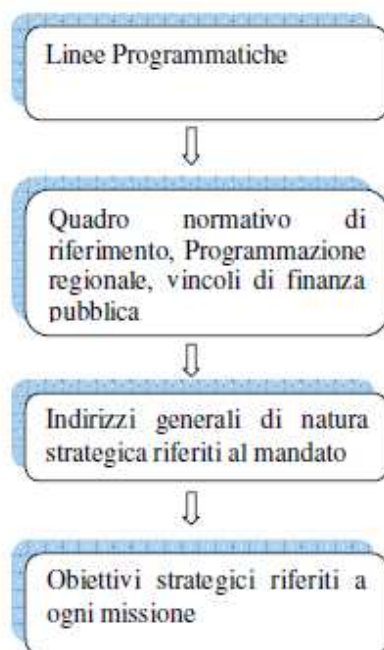 Linee Programmatiche
Quadro normativo di
riferimento, Programmazione
regionale, vincoli di finanza
pubblica
Indirizzi generali di natura
strategica riferiti al mandato
Obiettivi strategici riferiti a
ogni missione